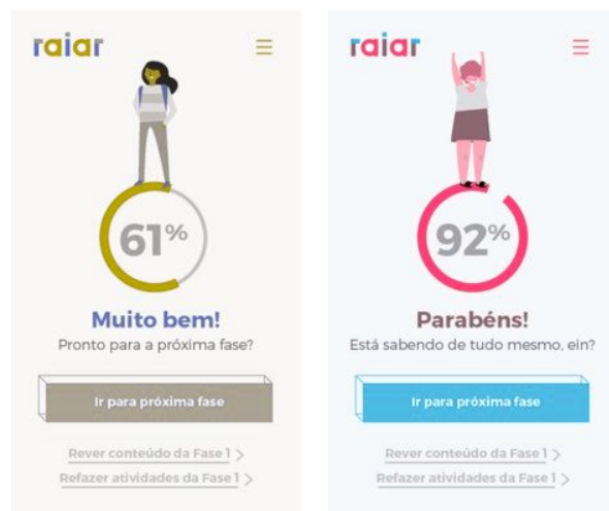 raiar
61%
Muito bem!
Pronto para a próxima fase?
Ir para próxima fase
Rever conteúdo da Fase 1 >
Refazer atividades da Fase 1 >
raiar
92%
Parabéns!
Está sabendo de tudo mesmo, ein?
Ir para próxima fase
Rever conteúdo da Fase 1 >
Refazer atividades da Fase 1 >